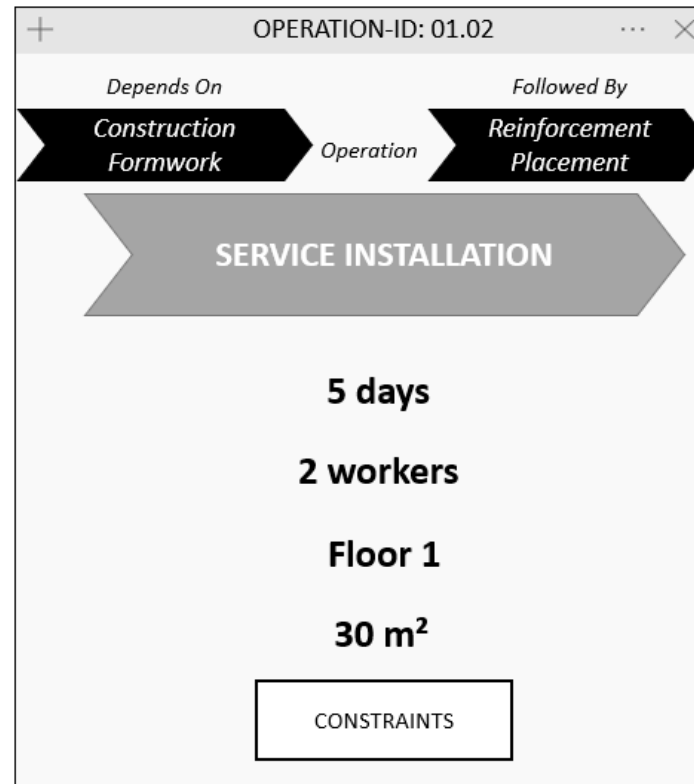 OPERATION-ID: 01.02
Depends On
Followed By
Construction
Formwork
Operation
Reinforcement
Placement
SERVICE INSTALLATION
5 days
2 workers
Floor 1
30 m²
CONSTRAINTS